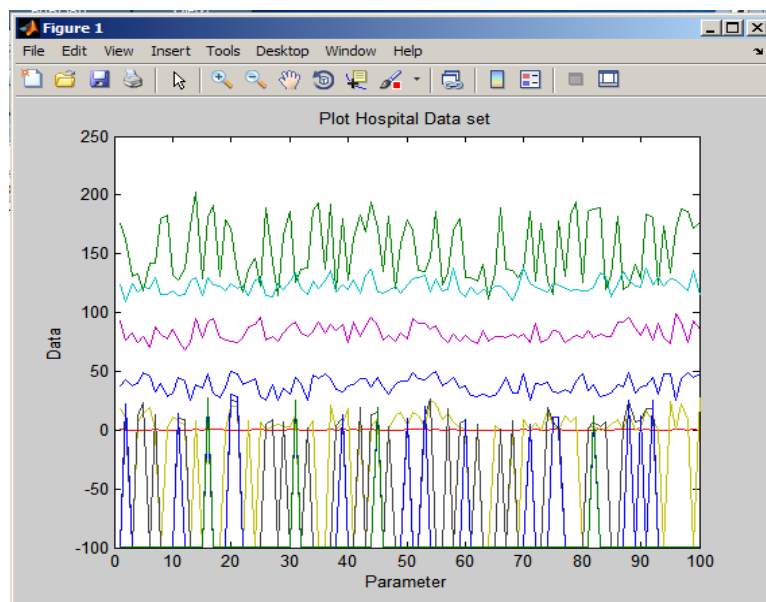 Figure 1
File Edit View Insert Tools Desktop Window Help
Plot Hospital Data set
250
200
150
100
50
0
-50
-100
Data
0 10 20 30 40 50 60 70 80 90 100
Parameter